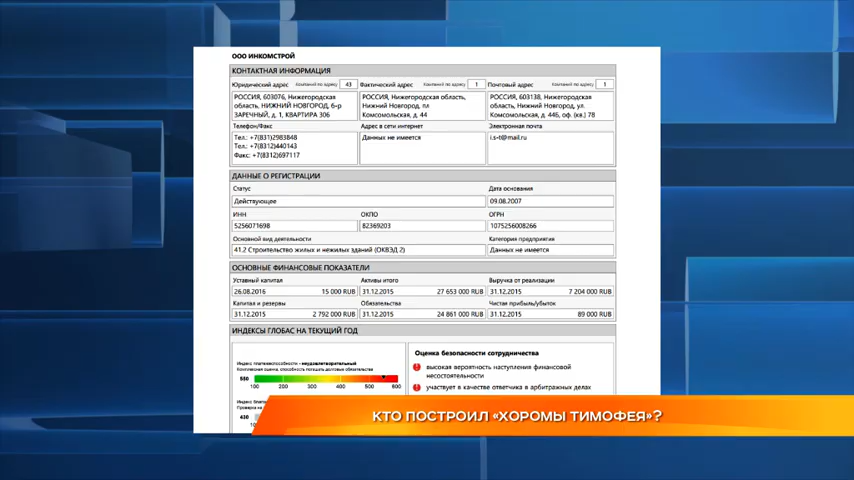 ООО ИНКОМСТРОЙ
КОНТАКТНАЯ ИНФОРМАЦИЯ
Юридический адрес Компаний по адресу 43 Фактический адрес Компаний по адресу 1 Почтовый адрес Компаний по адресу 1
РОССИЯ, 603076, Нижегородская РОССИЯ, Нижегородская область, РОССИЯ, 603138, Нижегородская
область, НИЖНИЙ НОВГОРОД, б-р Нижний Новгород, пл область, Нижний Новгород, ул.
ЗАРЕЧНЫЙ, д. 1, КВАРТИРА 306 Комсомольская, д. 44 Комсомольская, д. 44Б, оф. (кв.) 78
Телефон/Факс Адрес в сети интернет Электронная почта
Тел.: +7(831)2983848 Данных не имеется i.s-t@mail.ru
Тел.: +7(8312)440143
Факс: +7(8312)697117
ДАННЫЕ О РЕГИСТРАЦИИ
Статус Дата основания
Действующее 09.08.2007
ИНН ОКПО ОГРН
5256071698 82369203 1075256008266
Основной вид деятельности Категория предприятия
41.2 Строительство жилых и нежилых зданий (ОКВЭД 2) Данных не имеется
ОСНОВНЫЕ ФИНАНСОВЫЕ ПОКАЗАТЕЛИ
Уставный капитал Активы итого Выручка от реализации
26.08.2016 15 000 RUB 31.12.2015 27 653 000 RUB 31.12.2015 7 204 000 RUB
Капитал и резервы Обязательства Чистая прибыль/убыток
31.12.2015 2 792 000 RUB 31.12.2015 24 861 000 RUB 31.12.2015 89 000 RUB
ИНДЕКСЫ ГЛОБАС НА ТЕКУЩИЙ ГОД
Оценка безопасности сотрудничества
Индекс платежеспособности - неудовлетворительный
высокая вероятность наступления финансовой
несостоятельности
550
100 200 300 400 500 600
участвует в качестве ответчика в арбитражных делах
430
КТО ПОСТРОИЛ «ХОРОМЫ ТИМОФЕЯ»?